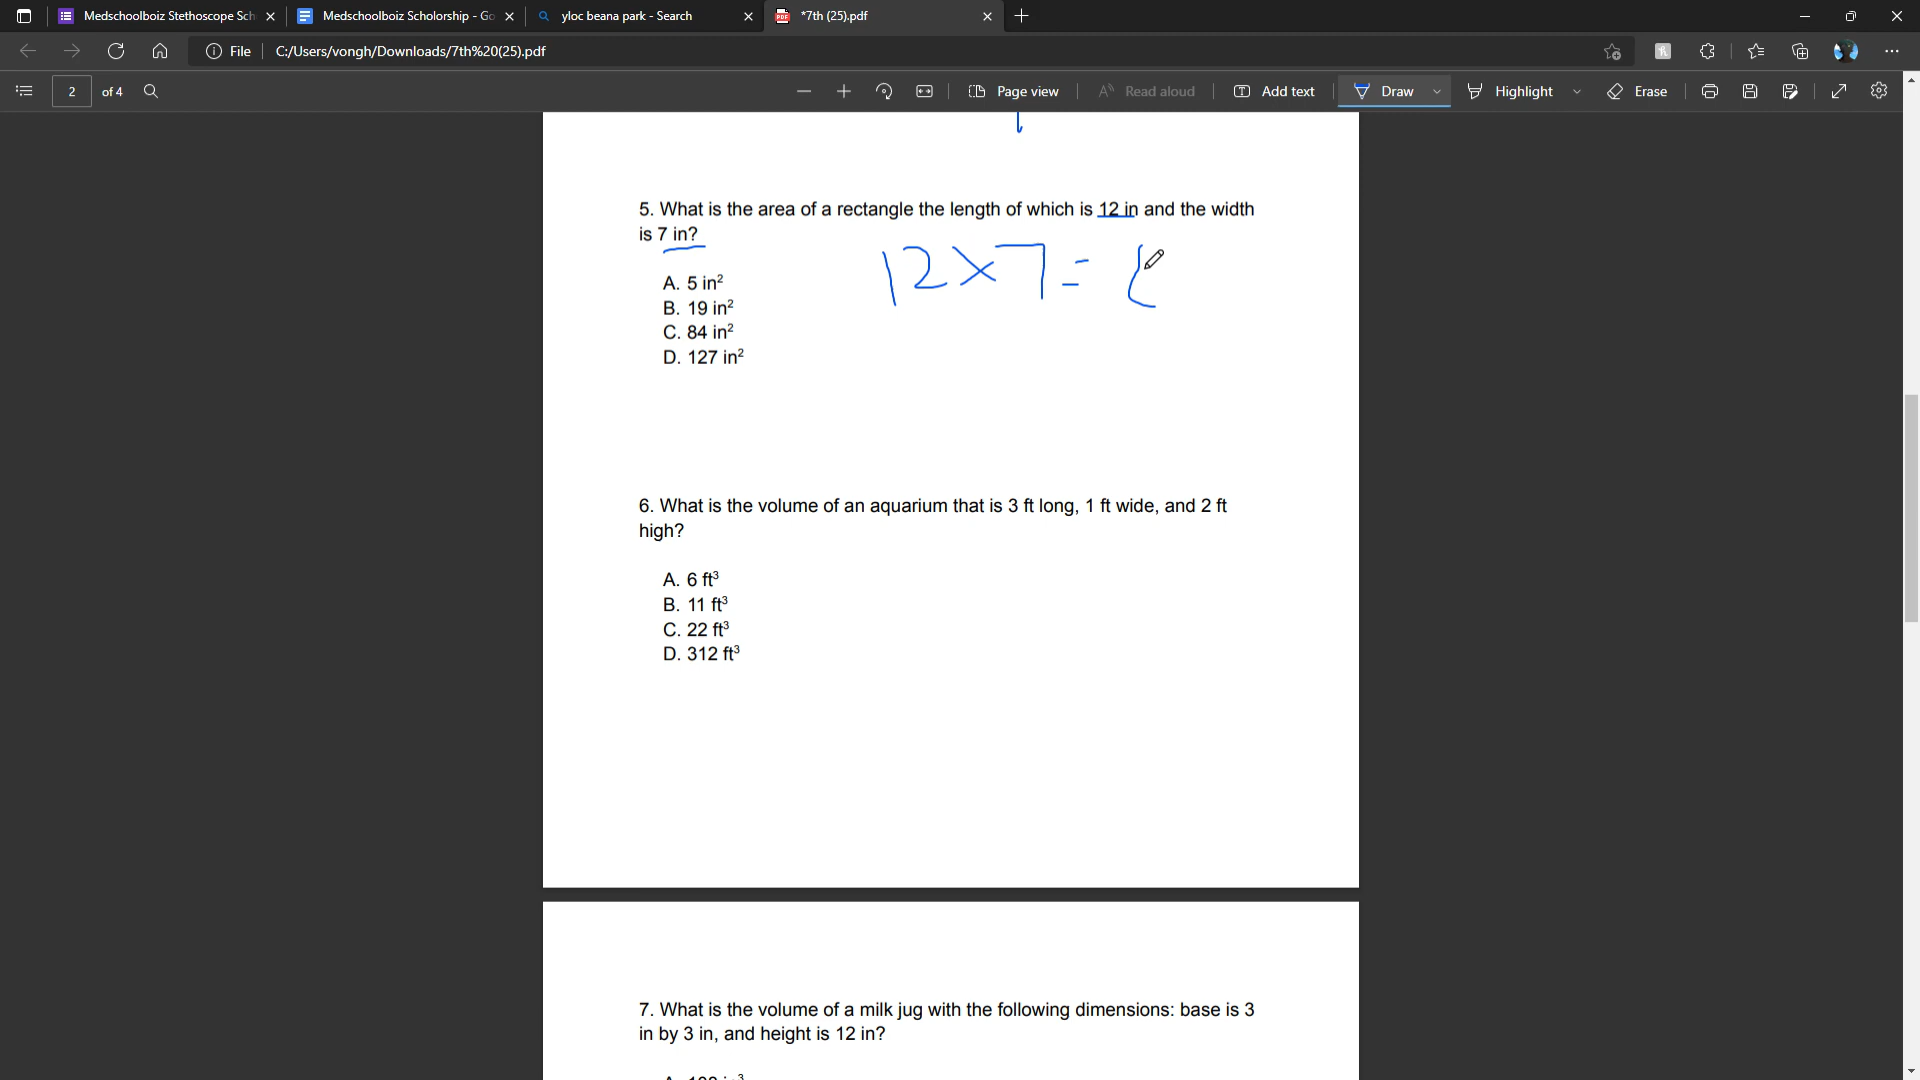 Medschoolboiz Stethoscope Sch
Medschoolboiz Scholorship - Go
yloc beana park - Search
*7th (25).pdf
File
C:/Users/vongh/Downloads/7th%20(25).pdf
2 of 4
Page view
Read aloud
Add text
Draw
Highlight
Erase
5. What is the area of a rectangle the length of which is 12 in and the width
is 7 in?
12 × 7 =
A. 5 in²
B. 19 in²
C. 84 in²
D. 127 in²
6. What is the volume of an aquarium that is 3 ft long, 1 ft wide, and 2 ft
high?
A. 6 ft³
B. 11 ft³
C. 22 ft³
D. 312 ft³
7. What is the volume of a milk jug with the following dimensions: base is 3
in by 3 in, and height is 12 in?